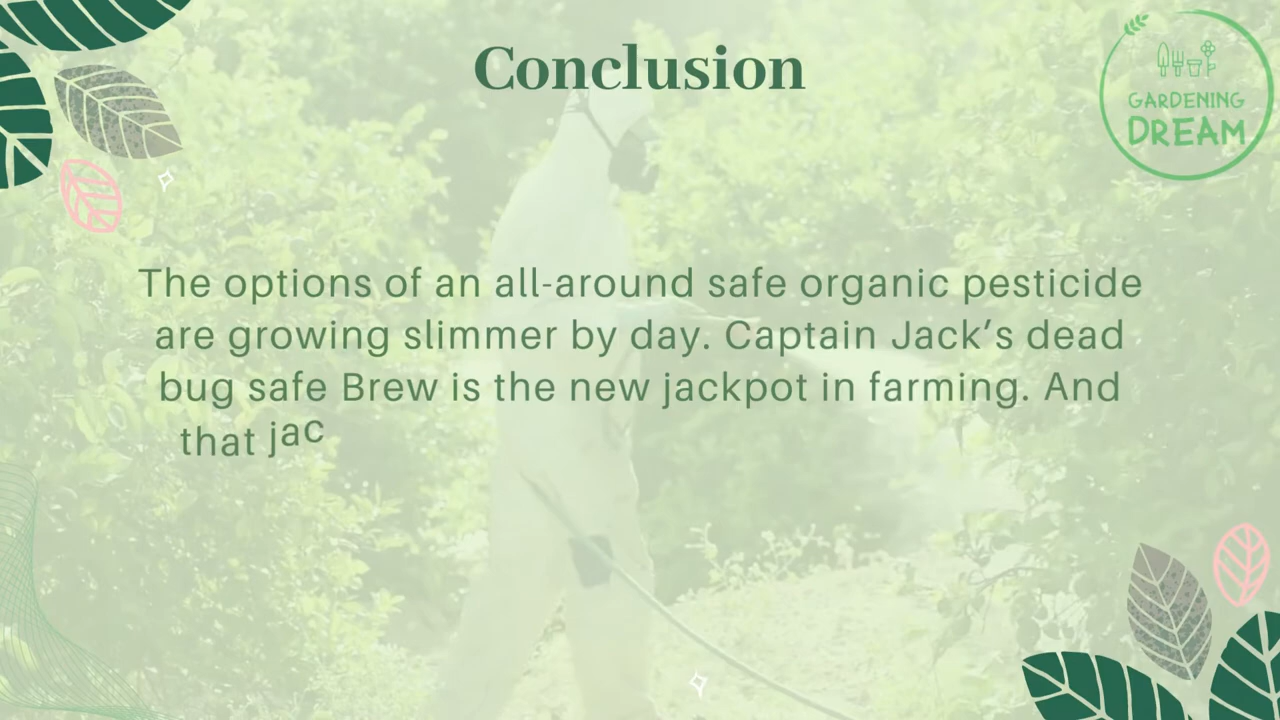 Conclusion
GARDENING
DREAM
The options of an all-around safe organic pesticide
are growing slimmer by day. Captain Jack’s dead
bug safe Brew is the new jackpot in farming. And
that jac